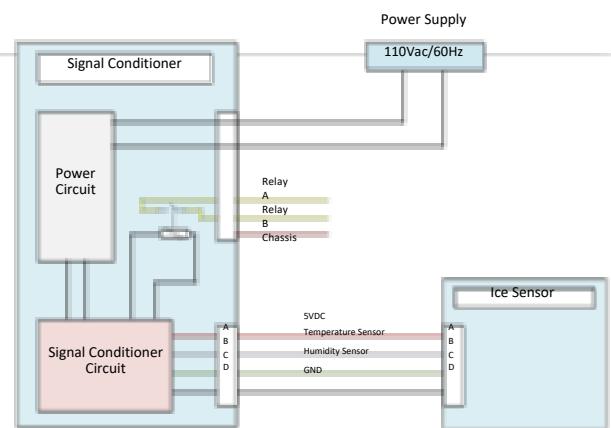 Power Supply
110Vac/60Hz
Signal Conditioner
Power
Circuit
Relay
A
Relay
B
Chassis
Ice Sensor
5VDC
Temperature Sensor
Humidity Sensor
GND
A
B
C
D
A
B
C
D
Signal Conditioner
Circuit